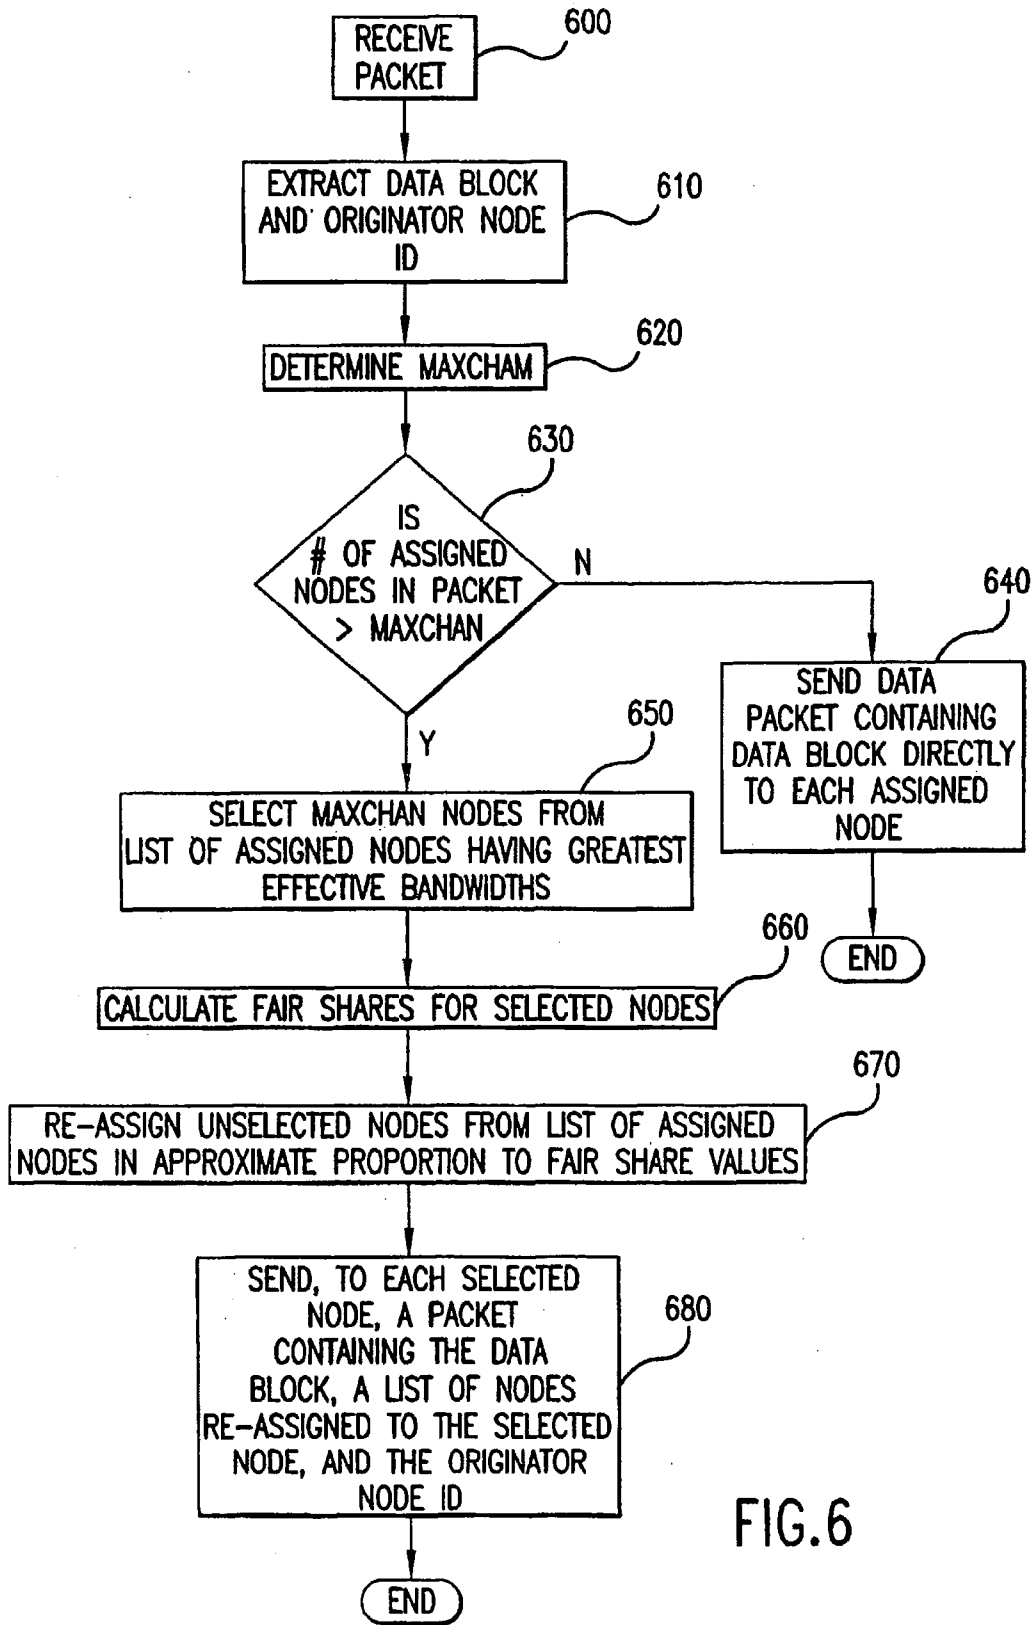 RECEIVE
PACKET
600
EXTRACT DATA BLOCK
AND ORIGINATOR NODE
ID
610
DETERMINE MAXCHAM
620
IS
# OF ASSIGNED
NODES IN PACKET
> MAXCHAN
630
N
Y
SEND DATA
PACKET CONTAINING
DATA BLOCK DIRECTLY
TO EACH ASSIGNED
NODE
640
END
SELECT MAXCHAN NODES FROM
LIST OF ASSIGNED NODES HAVING GREATEST
EFFECTIVE BANDWIDTHS
650
CALCULATE FAIR SHARES FOR SELECTED NODES
660
RE-ASSIGN UNSELECTED NODES FROM LIST OF ASSIGNED
NODES IN APPROXIMATE PROPORTION TO FAIR SHARE VALUES
670
SEND, TO EACH SELECTED
NODE, A PACKET
CONTAINING THE DATA
BLOCK, A LIST OF NODES
RE-ASSIGNED TO THE SELECTED
NODE, AND THE ORIGINATOR
NODE ID
680
END
FIG.6